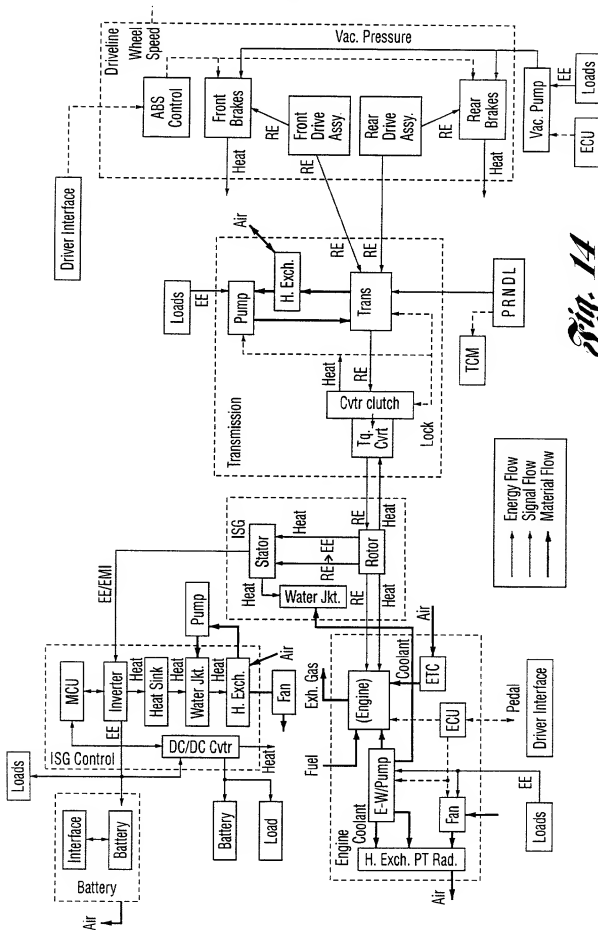 Driveline
Wheel
Speed
Vac. Pressure
Driver Interface
ABS
Control
Front
Brakes
RE
Front
Drive
Assy.
RE
Rear
Drive
Assy.
RE
Rear
Brakes
Heat
Heat
Vac. Pump
EE
Loads
ECU
RE
RE
Air
Loads
EE
Pump
H. Exch.
Trans
Transmission
Heat
RE
Cvtr clutch
Tq.
Cvrt
Lock
TCM
PRNDL
Fig. 14
ISG
EE/EMI
Stator
Heat
RE→EE
Heat
Water Jkt.
Rotor
RE
Heat
RE
Heat
Energy Flow
Signal Flow
Material Flow
Loads
MCU
Inverter
EE
Heat
Heat Sink
Heat
Water Jkt.
Heat
H. Exch.
Pump
Air
Fan
DC/DC Cvtr
Heat
ISG Control
Interface
Battery
Battery
Air
Battery
Load
Exh. Gas
Fuel
(Engine)
Coolant
Air
ETC
E-W/Pump
ECU
Pedal
Driver Interface
Engine
Coolant
H. Exch. PT Rad.
Fan
Air
EE
Loads